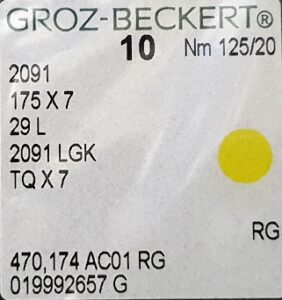 GROZ-BECKERT®
10 Nm 125/20
2091
175 X 7
29 L
2091 LGK
TQ X 7
RG
470,174 AC01 RG
019992657 G